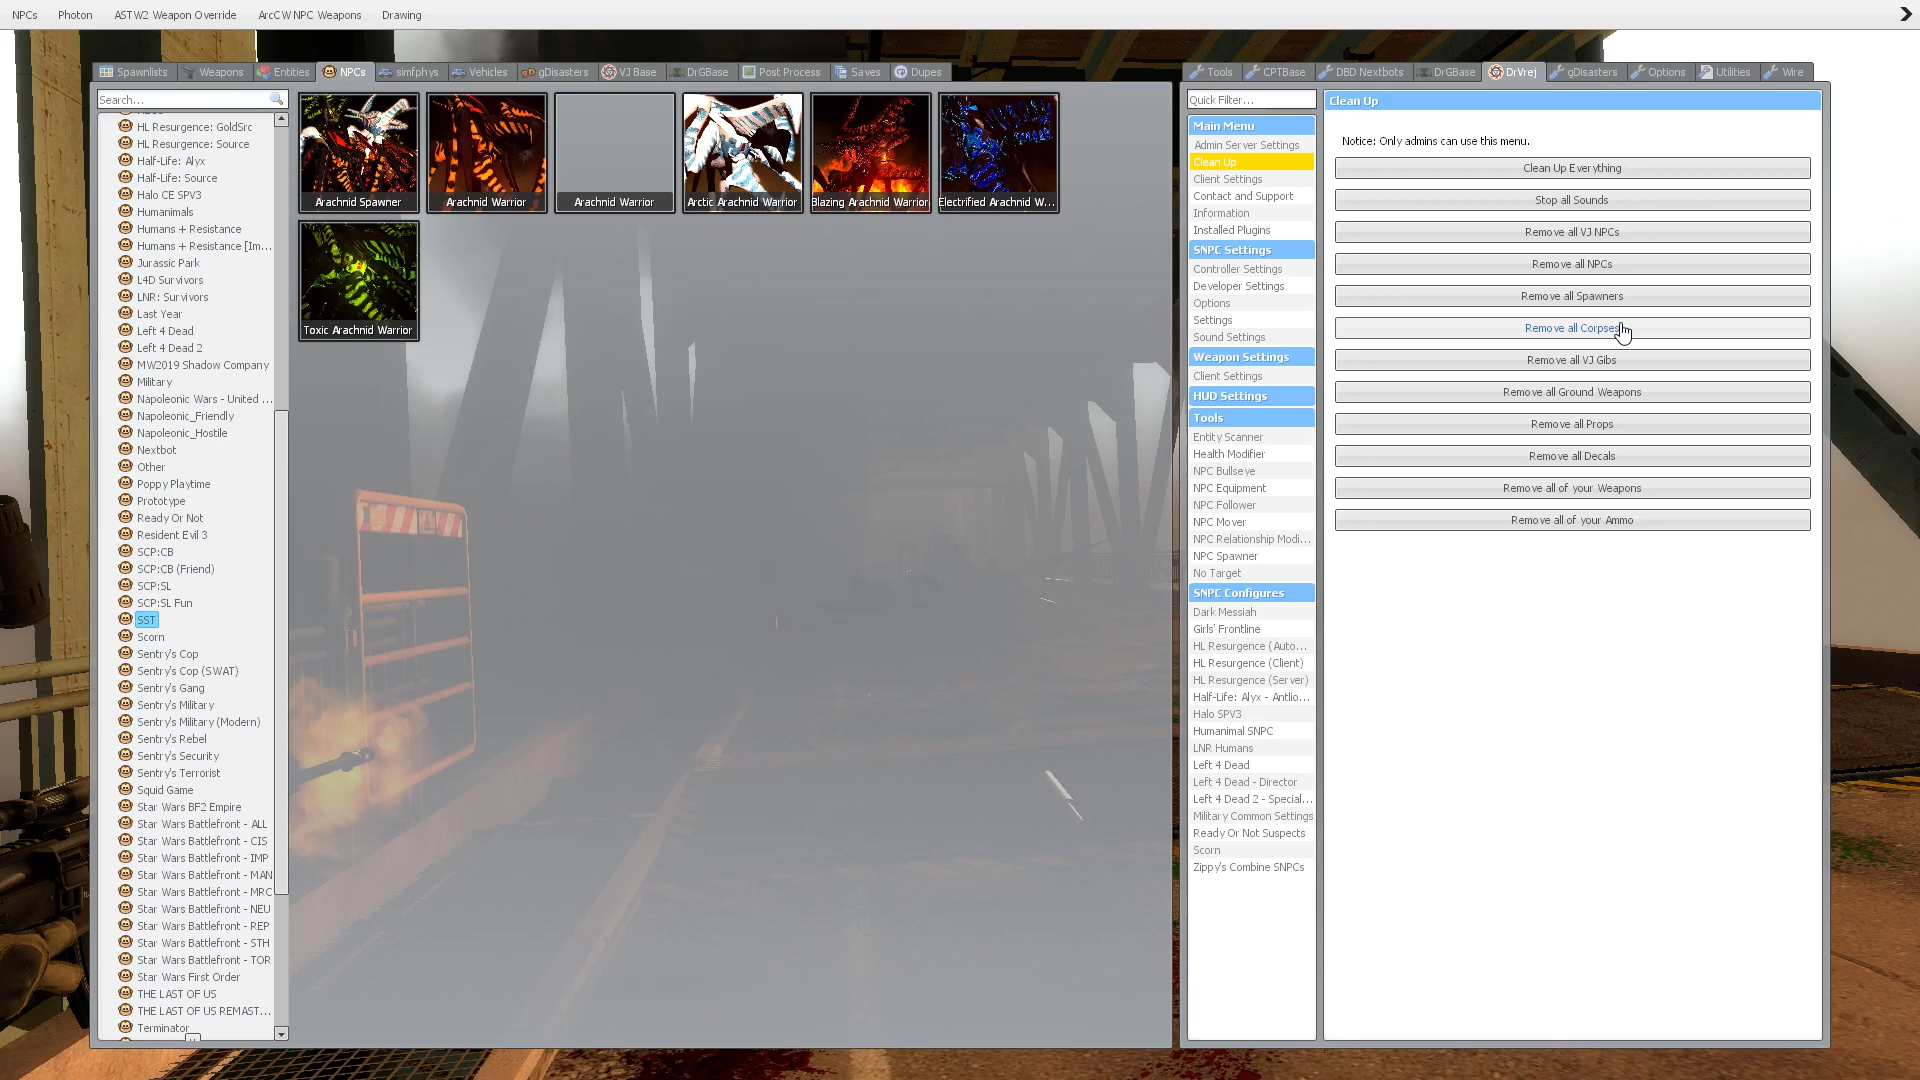 NPCs Photon ASTW2 Weapon Override ArcCW NPC Weapons Drawing
Spawnlists Weapons Entities NPCs simfphys Vehicles gDisasters VJ Base DrGBase Post Process Saves Dupes
Search...
HL Resurgence: GoldSrc
HL Resurgence: Source
Half-Life: Alyx
Half-Life: Source
Halo CE SPV3
Humanimals
Humans + Resistance
Humans + Resistance [Im...
Jurassic Park
L4D Survivors
LNR: Survivors
Last Year
Left 4 Dead
Left 4 Dead 2
MW2019 Shadow Company
Military
Napoleonic Wars - United ...
Napoleonic_Friendly
Napoleonic_Hostile
Nextbot
Other
Poppy Playtime
Prototype
Ready Or Not
Resident Evil 3
SCP:CB
SCP:CB (Friend)
SCP:SL
SCP:SL Fun
SST
Scorn
Sentry's Cop
Sentry's Cop (SWAT)
Sentry's Gang
Sentry's Military
Sentry's Military (Modern)
Sentry's Rebel
Sentry's Security
Sentry's Terrorist
Squid Game
Star Wars BF2 Empire
Star Wars Battlefront - ALL
Star Wars Battlefront - CIS
Star Wars Battlefront - IMP
Star Wars Battlefront - MAN
Star Wars Battlefront - MRC
Star Wars Battlefront - NEU
Star Wars Battlefront - REP
Star Wars Battlefront - STH
Star Wars Battlefront - TOR
Star Wars First Order
THE LAST OF US
THE LAST OF US REMAST...
Terminator
Arachnid Spawner
Arachnid Warrior
Arachnid Warrior
Arctic Arachnid Warrior
Blazing Arachnid Warrior
Electrified Arachnid W...
Toxic Arachnid Warrior
Tools CPTBase DBD Nextbots DrGBase DrVrej gDisasters Options Utilities Wire
Quick Filter...
Main Menu
Admin Server Settings
Clean Up
Client Settings
Contact and Support
Information
Installed Plugins
SNPC Settings
Controller Settings
Developer Settings
Options
Settings
Sound Settings
Weapon Settings
Client Settings
HUD Settings
Tools
Entity Scanner
Health Modifier
NPC Bullseye
NPC Equipment
NPC Follower
NPC Mover
NPC Relationship Modi...
NPC Spawner
No Target
SNPC Configures
Dark Messiah
Girls' Frontline
HL Resurgence (Auto...
HL Resurgence (Client)
HL Resurgence (Server)
Half-Life: Alyx - Antlio...
Halo SPV3
Humanimal SNPC
LNR Humans
Left 4 Dead
Left 4 Dead - Director
Left 4 Dead 2 - Special...
Military Common Settings
Ready Or Not Suspects
Scorn
Zippy's Combine SNPCs
Clean Up
Notice: Only admins can use this menu.
Clean Up Everything
Stop all Sounds
Remove all VJ NPCs
Remove all NPCs
Remove all Spawners
Remove all Corpses
Remove all VJ Gibs
Remove all Ground Weapons
Remove all Props
Remove all Decals
Remove all of your Weapons
Remove all of your Ammo